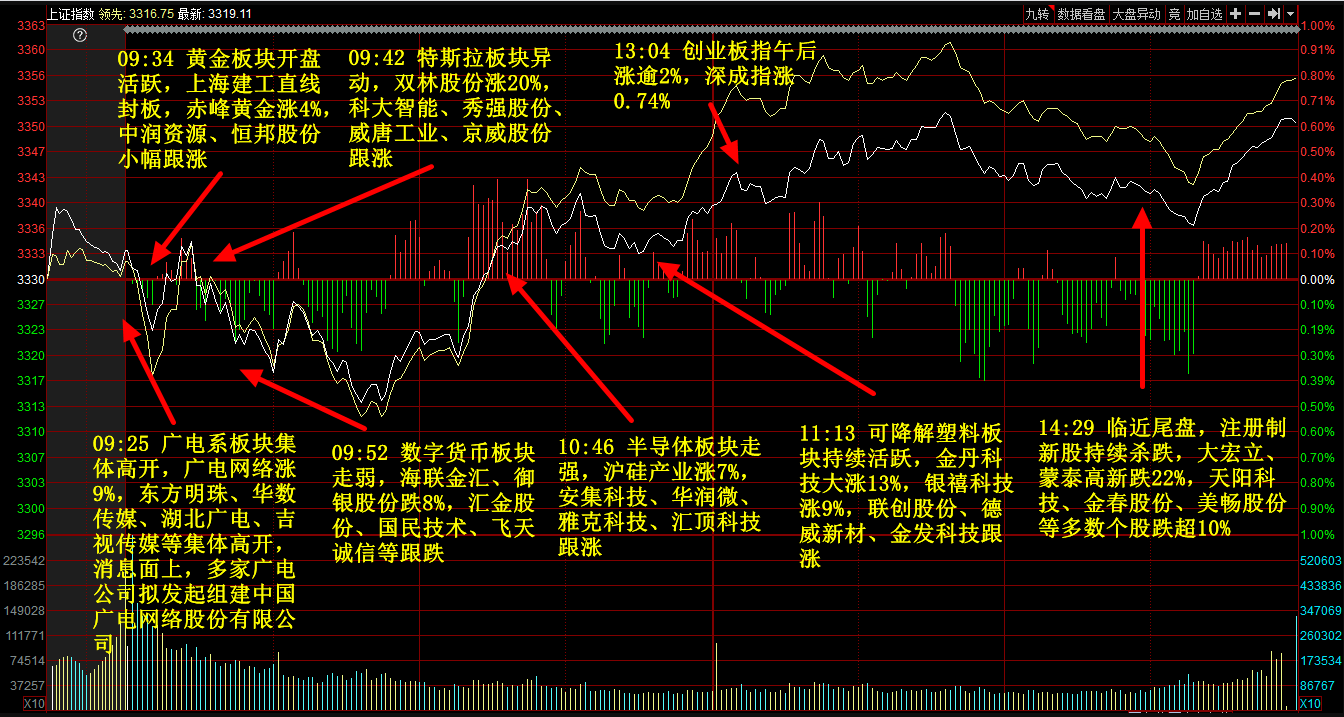 上证指数 领先: 3316.75 最新: 3319.11
九转 数据看盘 大盘异动 竞 加自选
3363
3360
3356
3353
3350
3347
3343
3340
3336
3333
3330
3327
3323
3320
3317
3313
3310
3307
3303
3300
3296
223542
186285
149028
111771
74514
37257
X10
09:34 黄金板块开盘
活跃，上海建工直线
封板，赤峰黄金涨4%，
中润资源、恒邦股份
小幅跟涨
09:42 特斯拉板块异
动，双林股份涨20%，
科大智能、秀强股份、
威唐工业、京威股份
跟涨
13:04 创业板指午后
涨逾2%，深成指涨
0.74%
09:25 广电系板块集
体高开，广电网络涨
9%，东方明珠、华数
传媒、湖北广电、吉
视传媒等集体高开，
消息面上，多家广电
公司拟发起组建中国
广电网络股份有限公
司
09:52 数字货币板块
走弱，海联金汇、御
银股份跌8%，汇金股
份、国民技术、飞天
诚信等跟跌
10:46 半导体板块走
强，沪硅产业涨7%，
安集科技、华润微、
雅克科技、汇顶科技
跟涨
11:13 可降解塑料板
块持续活跃，金丹科
技大涨13%，银禧科技
涨9%，联创股份、德
威新材、金发科技跟
涨
14:29 临近尾盘，注册制
新股持续杀跌，大宏立、
蒙泰高新跌22%，天阳科
技、金春股份、美畅股份
等多数个股跌超10%
1.00%
0.91%
0.80%
0.71%
0.60%
0.50%
0.40%
0.30%
0.20%
0.10%
0.00%
0.10%
0.19%
0.30%
0.39%
0.50%
0.60%
0.70%
0.80%
0.90%
1.00%
520603
433836
347069
260302
173534
86767
X10